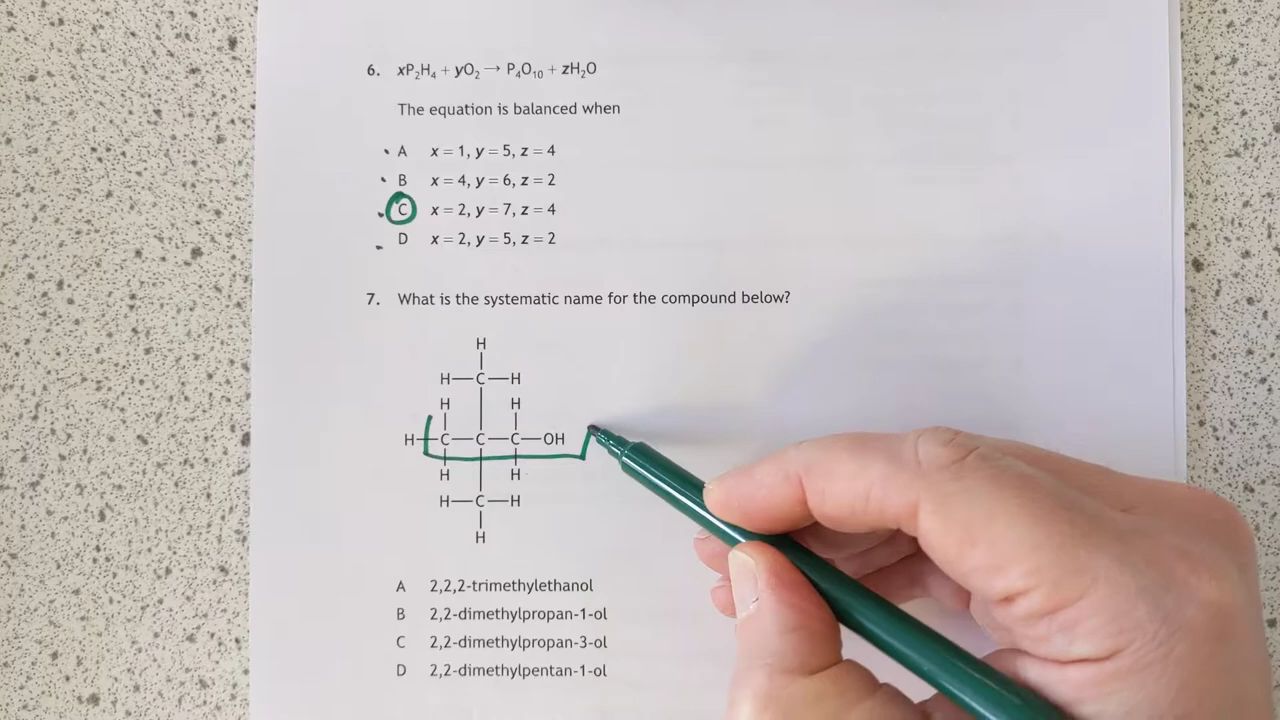 6. xP₂H₄ + yO₂ → P₄O₁₀ + zH₂O
The equation is balanced when
A x = 1, y = 5, z = 4
B x = 4, y = 6, z = 2
C x = 2, y = 7, z = 4
D x = 2, y = 5, z = 2
7. What is the systematic name for the compound below?
H
H—C—H
H H
H—C—C—C—OH
H H
H—C—H
H
A 2,2,2-trimethylethanol
B 2,2-dimethylpropan-1-ol
C 2,2-dimethylpropan-3-ol
D 2,2-dimethylpentan-1-ol